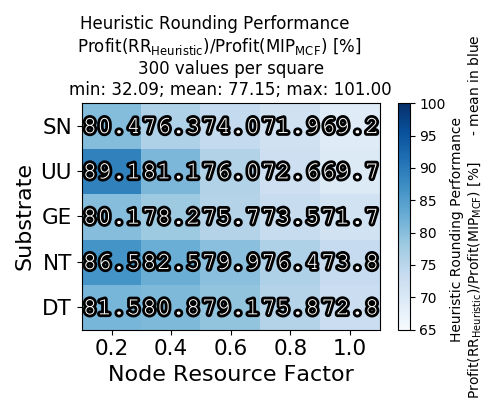 Heuristic Rounding Performance
Profit(RR_Heuristic)/Profit(MIP_MCF) [%]
300 values per square
min: 32.09; mean: 77.15; max: 101.00
SN 80.4 76.3 74.0 71.9 69.2
UU 89.1 81.1 76.0 72.6 69.7
GE 80.1 78.2 75.7 73.5 71.7
NT 86.5 82.5 79.9 76.4 73.8
DT 81.5 80.8 79.1 75.8 72.8
0.2 0.4 0.6 0.8 1.0
Node Resource Factor
Substrate
100
95
90
85
80
75
70
65
Heuristic Rounding Performance
Profit(RR_Heuristic)/Profit(MIP_MCF) [%] - mean in blue